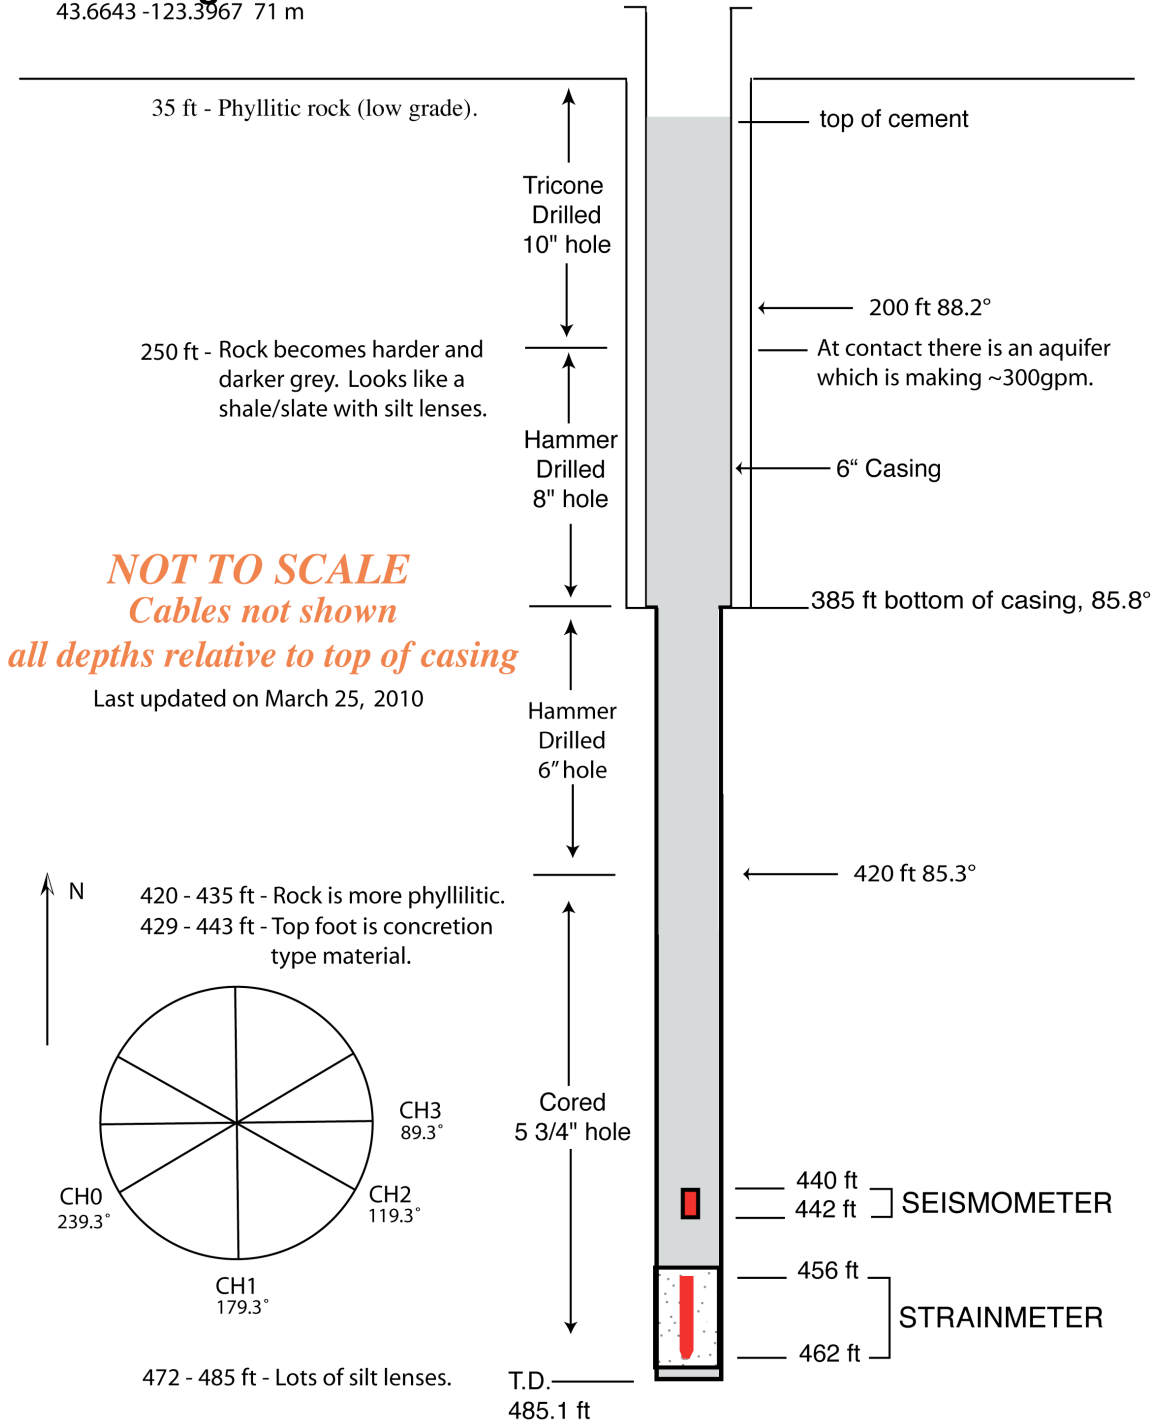 43.6643 -123.3967 71 m
35 ft - Phyllitic rock (low grade).
top of cement
Tricone
Drilled
10" hole
200 ft 88.2°
250 ft - Rock becomes harder and
darker grey. Looks like a
shale/slate with silt lenses.
At contact there is an aquifer
which is making ~300gpm.
Hammer
Drilled
8" hole
6“ Casing
NOT TO SCALE
Cables not shown
all depths relative to top of casing
Last updated on March 25, 2010
385 ft bottom of casing, 85.8°
Hammer
Drilled
6” hole
420 ft 85.3°
N
420 - 435 ft - Rock is more phyllilitic.
429 - 443 ft - Top foot is concretion
type material.
CH3
89.3°
CH2
119.3°
CH0
239.3°
CH1
179.3°
Cored
5 3/4" hole
440 ft
442 ft
SEISMOMETER
456 ft
STRAINMETER
462 ft
472 - 485 ft - Lots of silt lenses.
T.D.
485.1 ft